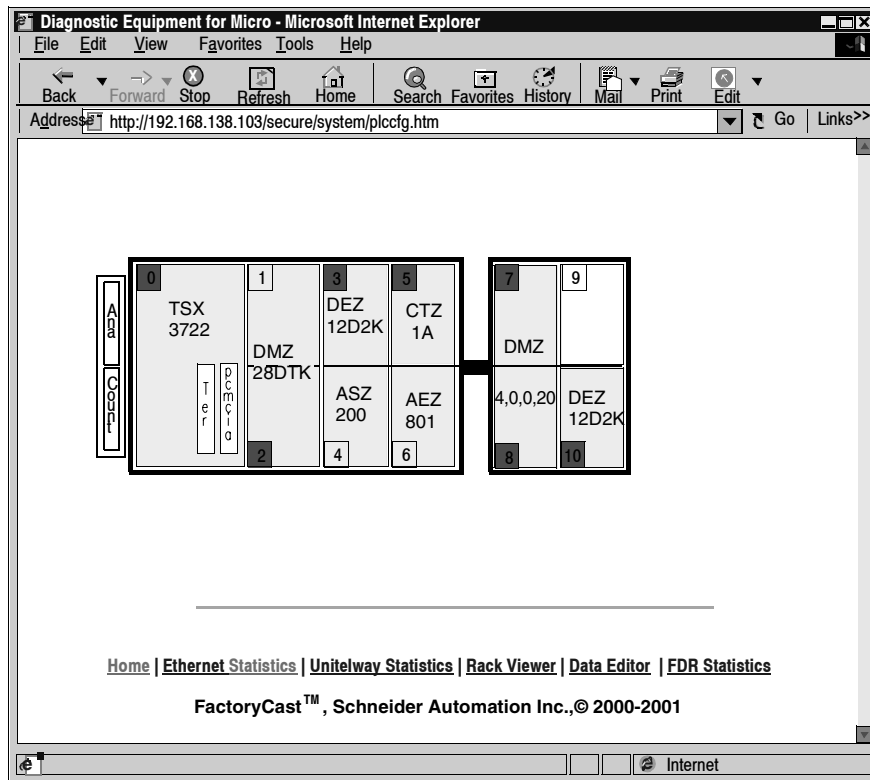 Diagnostic Equipment for Micro - Microsoft Internet Explorer
File Edit View Favorites Tools Help
Back Forward Stop Refresh Home Search Favorites History Mail Print Edit
Addresse http://192.168.138.103/secure/system/plccfg.htm Go Links>>
Ana
Count
0
TSX
3722
Ter
pcmçia
1
DMZ
28DTK
2
3
DEZ
12D2K
ASZ
200
4
5
CTZ
1A
AEZ
801
6
7
DMZ
4,0,0,20
8
9
DEZ
12D2K
10
Home | Ethernet Statistics | Unitelway Statistics | Rack Viewer | Data Editor | FDR Statistics
FactoryCast™, Schneider Automation Inc.,© 2000-2001
Internet